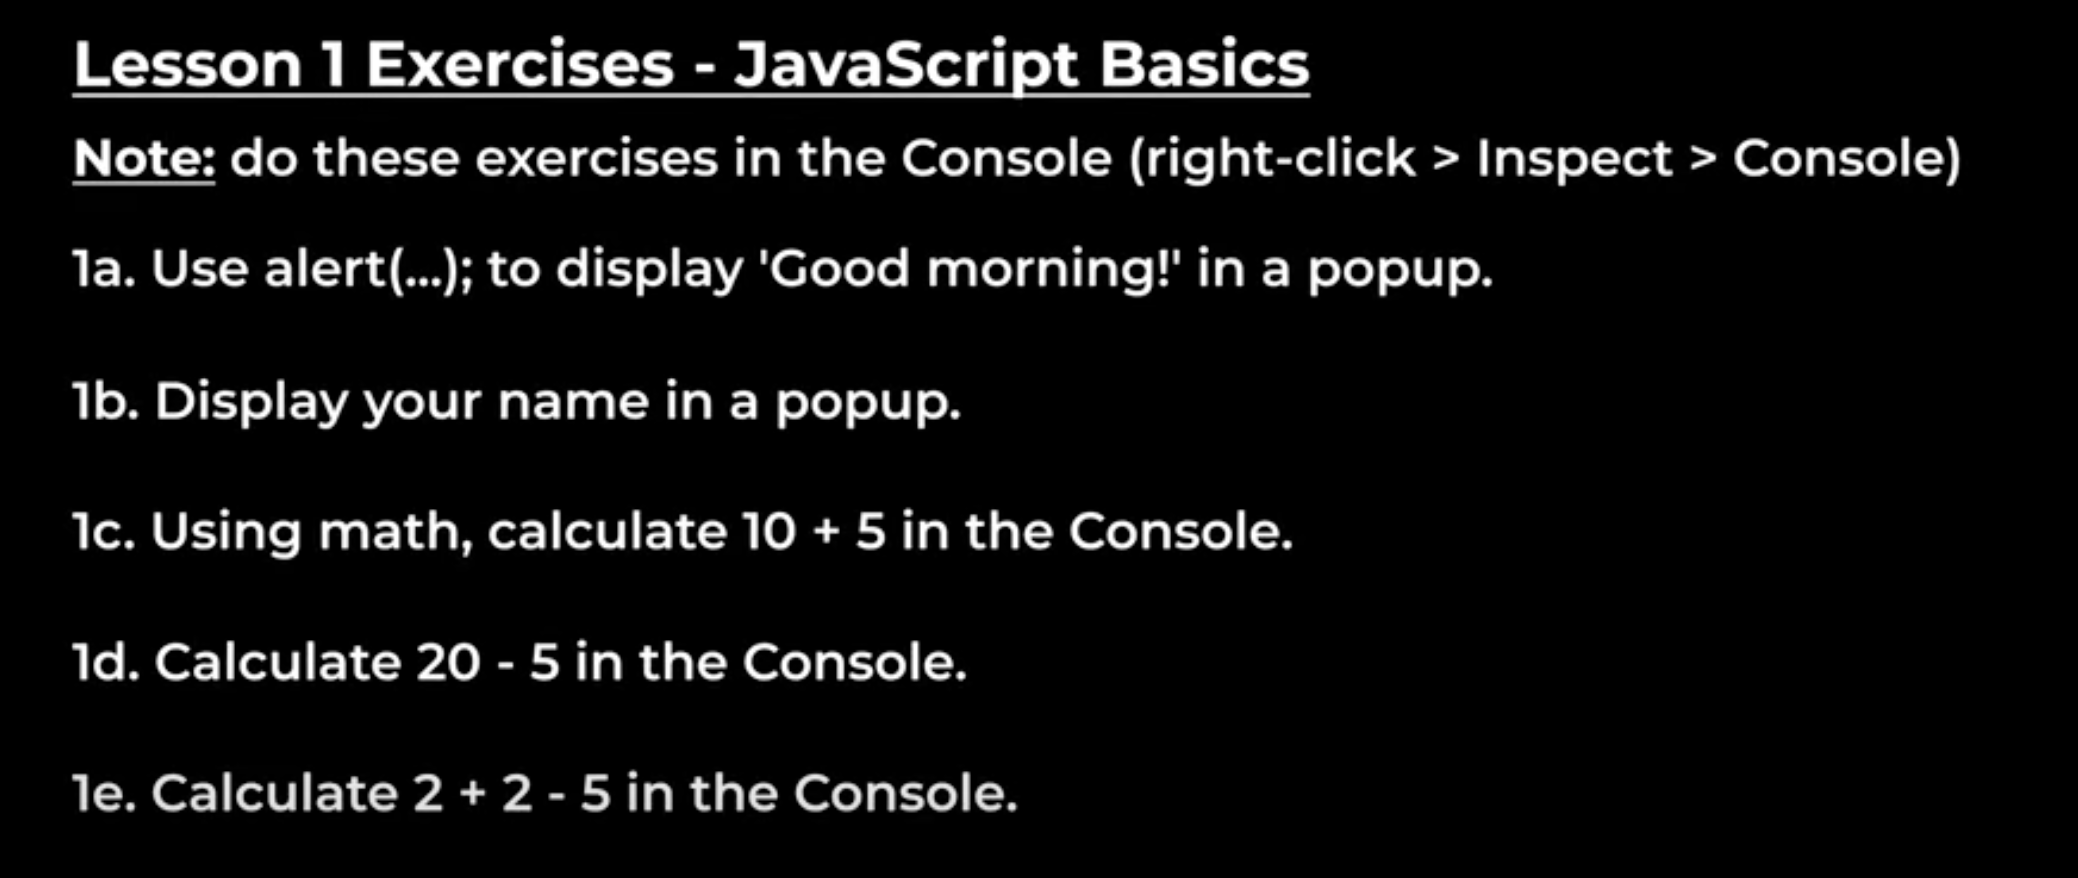 Lesson 1 Exercises - JavaScript Basics
Note: do these exercises in the Console (right-click > Inspect > Console)
1a. Use alert(...); to display 'Good morning!' in a popup.
1b. Display your name in a popup.
1c. Using math, calculate 10 + 5 in the Console.
1d. Calculate 20 - 5 in the Console.
1e. Calculate 2 + 2 - 5 in the Console.